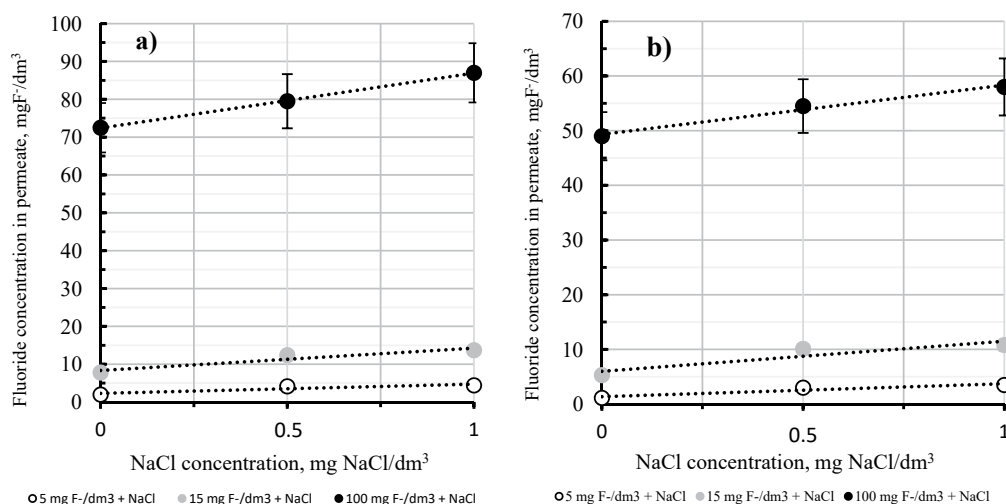 a)
Fluoride concentration in permeate, mgF⁻/dm³
100
90
80
70
60
50
40
30
20
10
0
0 0.5 1
NaCl concentration, mg NaCl/dm³
5 mg F-/dm3 + NaCl 15 mg F-/dm3 + NaCl 100 mg F-/dm3 + NaCl
b)
Fluoride concentration in permeate, mgF⁻/dm³
70
60
50
40
30
20
10
0
0 0.5 1
NaCl concentration, mg NaCl/dm³
5 mg F-/dm3 + NaCl 15 mg F-/dm3 + NaCl 100 mg F-/dm3 + NaCl